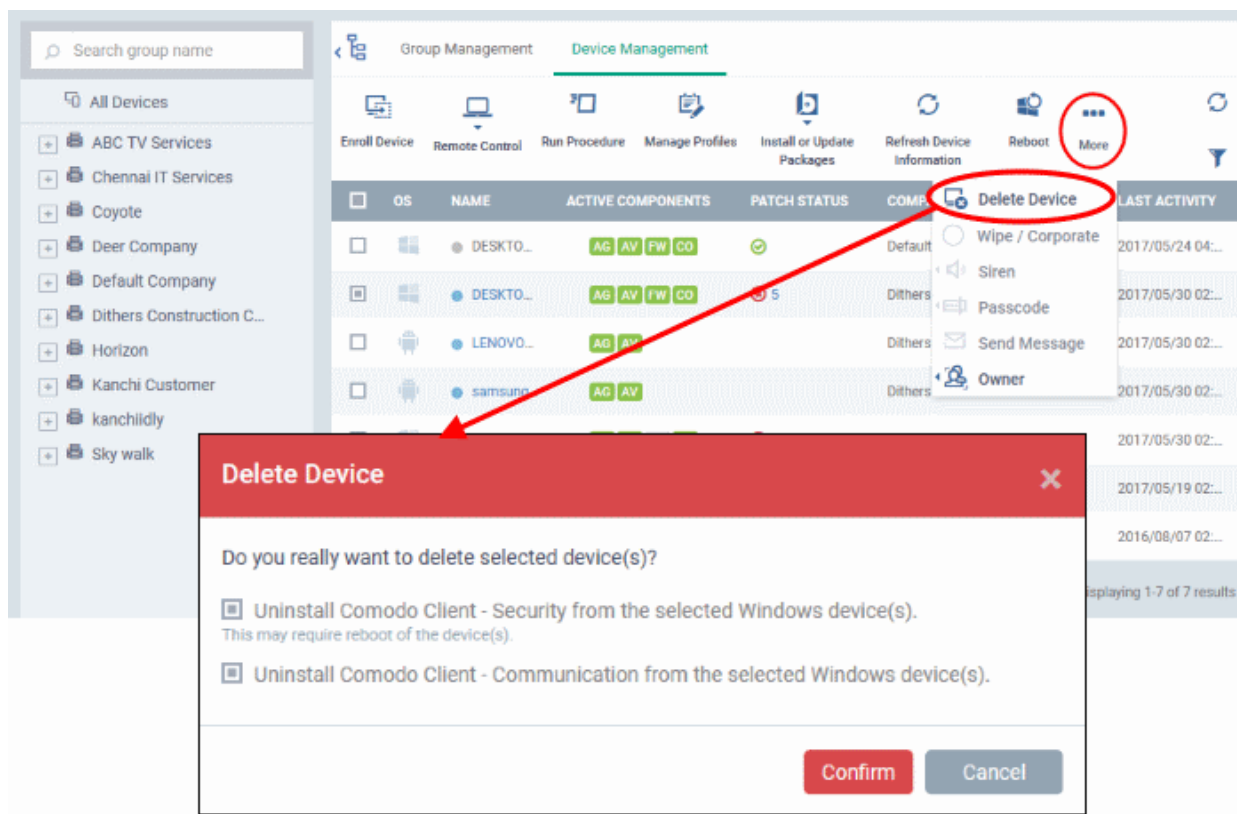 Search group name
Group Management Device Management
All Devices
ABC TV Services
Chennai IT Services
Coyote
Deer Company
Default Company
Dithers Construction C...
Horizon
Kanchi Customer
kanchiidly
Sky walk
Enroll Device Remote Control Run Procedure Manage Profiles Install or Update Packages Refresh Device Information Reboot More
OS NAME ACTIVE COMPONENTS PATCH STATUS LAST ACTIVITY
DESKTO... AG AV FW CO Default 2017/05/24 04:...
DESKTO... AG AV FW CO 5 Dithers 2017/05/30 02:...
LENOVO... AG AV Dithers 2017/05/30 02:...
samsung AG AV Dithers 2017/05/30 02:...
2017/05/30 02:...
2017/05/19 02:...
2016/08/07 02:...
1-7 of 7 results
Delete Device
Wipe / Corporate
Siren
Passcode
Send Message
Owner
Delete Device
Do you really want to delete selected device(s)?
Uninstall Comodo Client - Security from the selected Windows device(s).
This may require reboot of the device(s).
Uninstall Comodo Client - Communication from the selected Windows device(s).
Confirm Cancel